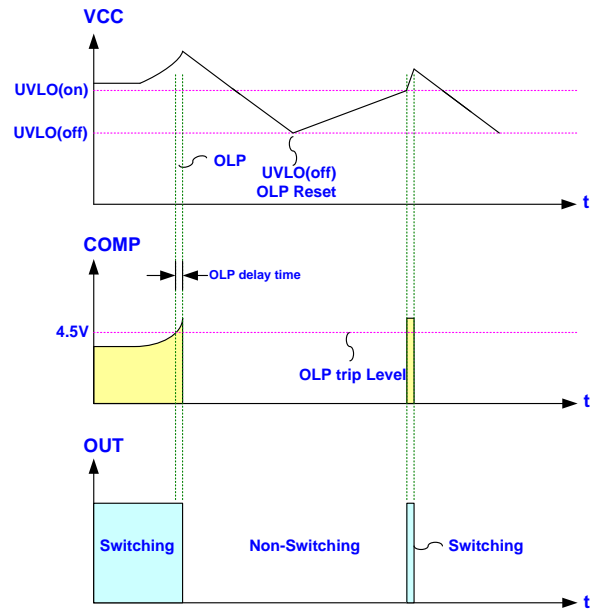 VCC
UVLO(on)
UVLO(off)
OLP
UVLO(off)
OLP Reset
t
COMP
OLP delay time
4.5V
OLP trip Level
t
OUT
Switching
Non-Switching
Switching
t